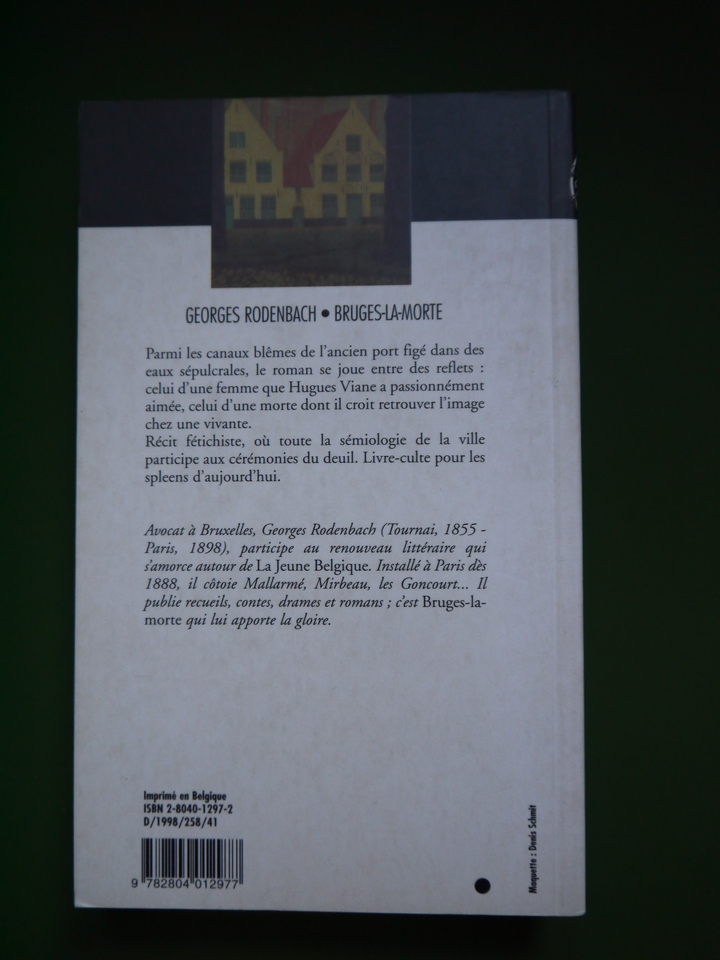 GEORGES RODENBACH • BRUGES-LA-MORTE
Parmi les canaux blêmes de l'ancien port figé dans des
eaux sépulcrales, le roman se joue entre des reflets :
celui d'une femme que Hugues Viane a passionnément
aimée, celui d'une morte dont il croit retrouver l'image
chez une vivante.
Récit fétichiste, où toute la sémiologie de la ville
participe aux cérémonies du deuil. Livre-culte pour les
spleens d'aujourd'hui.
Avocat à Bruxelles, Georges Rodenbach (Tournai, 1855 -
Paris, 1898), participe au renouveau littéraire qui
s'amorce autour de La Jeune Belgique. Installé à Paris dès
1888, il côtoie Mallarmé, Mirbeau, les Goncourt... Il
publie recueils, contes, drames et romans ; c'est Bruges-la-
morte qui lui apporte la gloire.
Imprimé en Belgique
ISBN 2-8040-1297-2
D/1998/258/41
9 782804 012977
Maquette : Denis Schmit